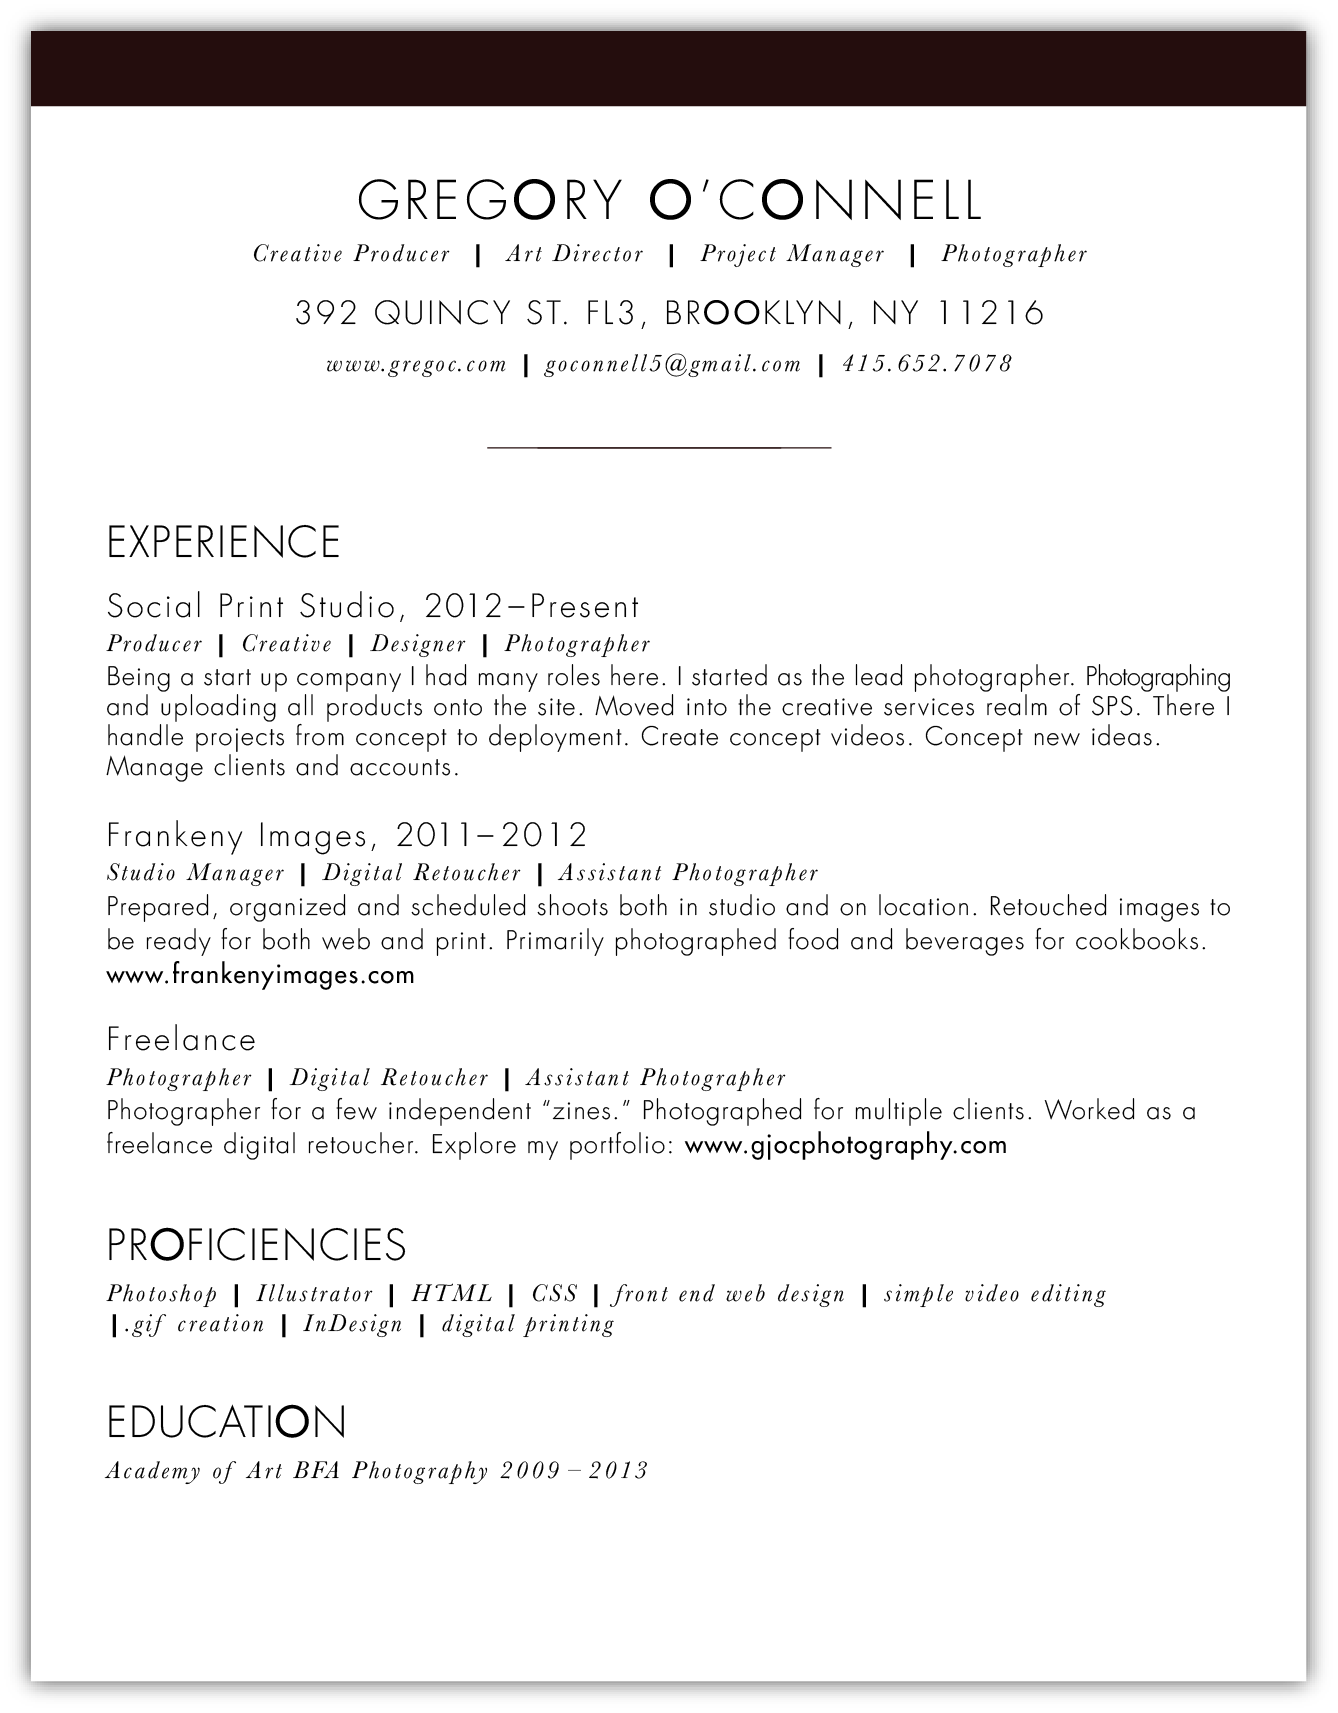 GREGORY O’CONNELL
Creative Producer | Art Director | Project Manager | Photographer
392 QUINCY ST. FL3, BROOKLYN, NY 11216
www.gregoc.com | goconnell5@gmail.com | 415.652.7078
EXPERIENCE
Social Print Studio, 2012–Present
Producer | Creative | Designer | Photographer
Being a start up company I had many roles here. I started as the lead photographer. Photographing
and uploading all products onto the site. Moved into the creative services realm of SPS. There I
handle projects from concept to deployment. Create concept videos. Concept new ideas.
Manage clients and accounts.
Frankeny Images, 2011–2012
Studio Manager | Digital Retoucher | Assistant Photographer
Prepared, organized and scheduled shoots both in studio and on location. Retouched images to
be ready for both web and print. Primarily photographed food and beverages for cookbooks.
www.frankenyimages.com
Freelance
Photographer | Digital Retoucher | Assistant Photographer
Photographer for a few independent “zines.” Photographed for multiple clients. Worked as a
freelance digital retoucher. Explore my portfolio: www.gjocphotography.com
PROFICIENCIES
Photoshop | Illustrator | HTML | CSS | front end web design | simple video editing
|.gif creation | InDesign | digital printing
EDUCATION
Academy of Art BFA Photography 2009–2013